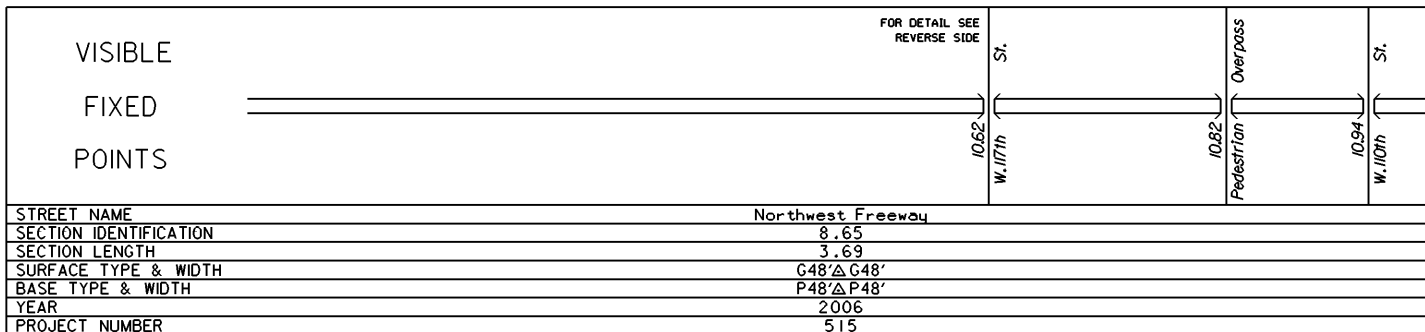 FOR DETAIL SEE
REVERSE SIDE
VISIBLE
FIXED
POINTS
10.62
W. 117th St.
10.82
Pedestrian Overpass
10.94
W. 110th St.
STREET NAME Northwest Freeway
SECTION IDENTIFICATION 8.65
SECTION LENGTH 3.69
SURFACE TYPE & WIDTH G48'△G48'
BASE TYPE & WIDTH P48'△P48'
YEAR 2006
PROJECT NUMBER 515